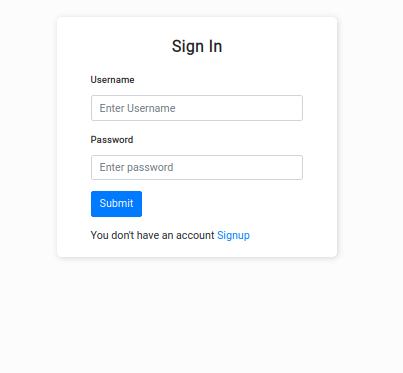 Sign In
Username
Enter Username
Password
Enter password
Submit
You don't have an account Signup